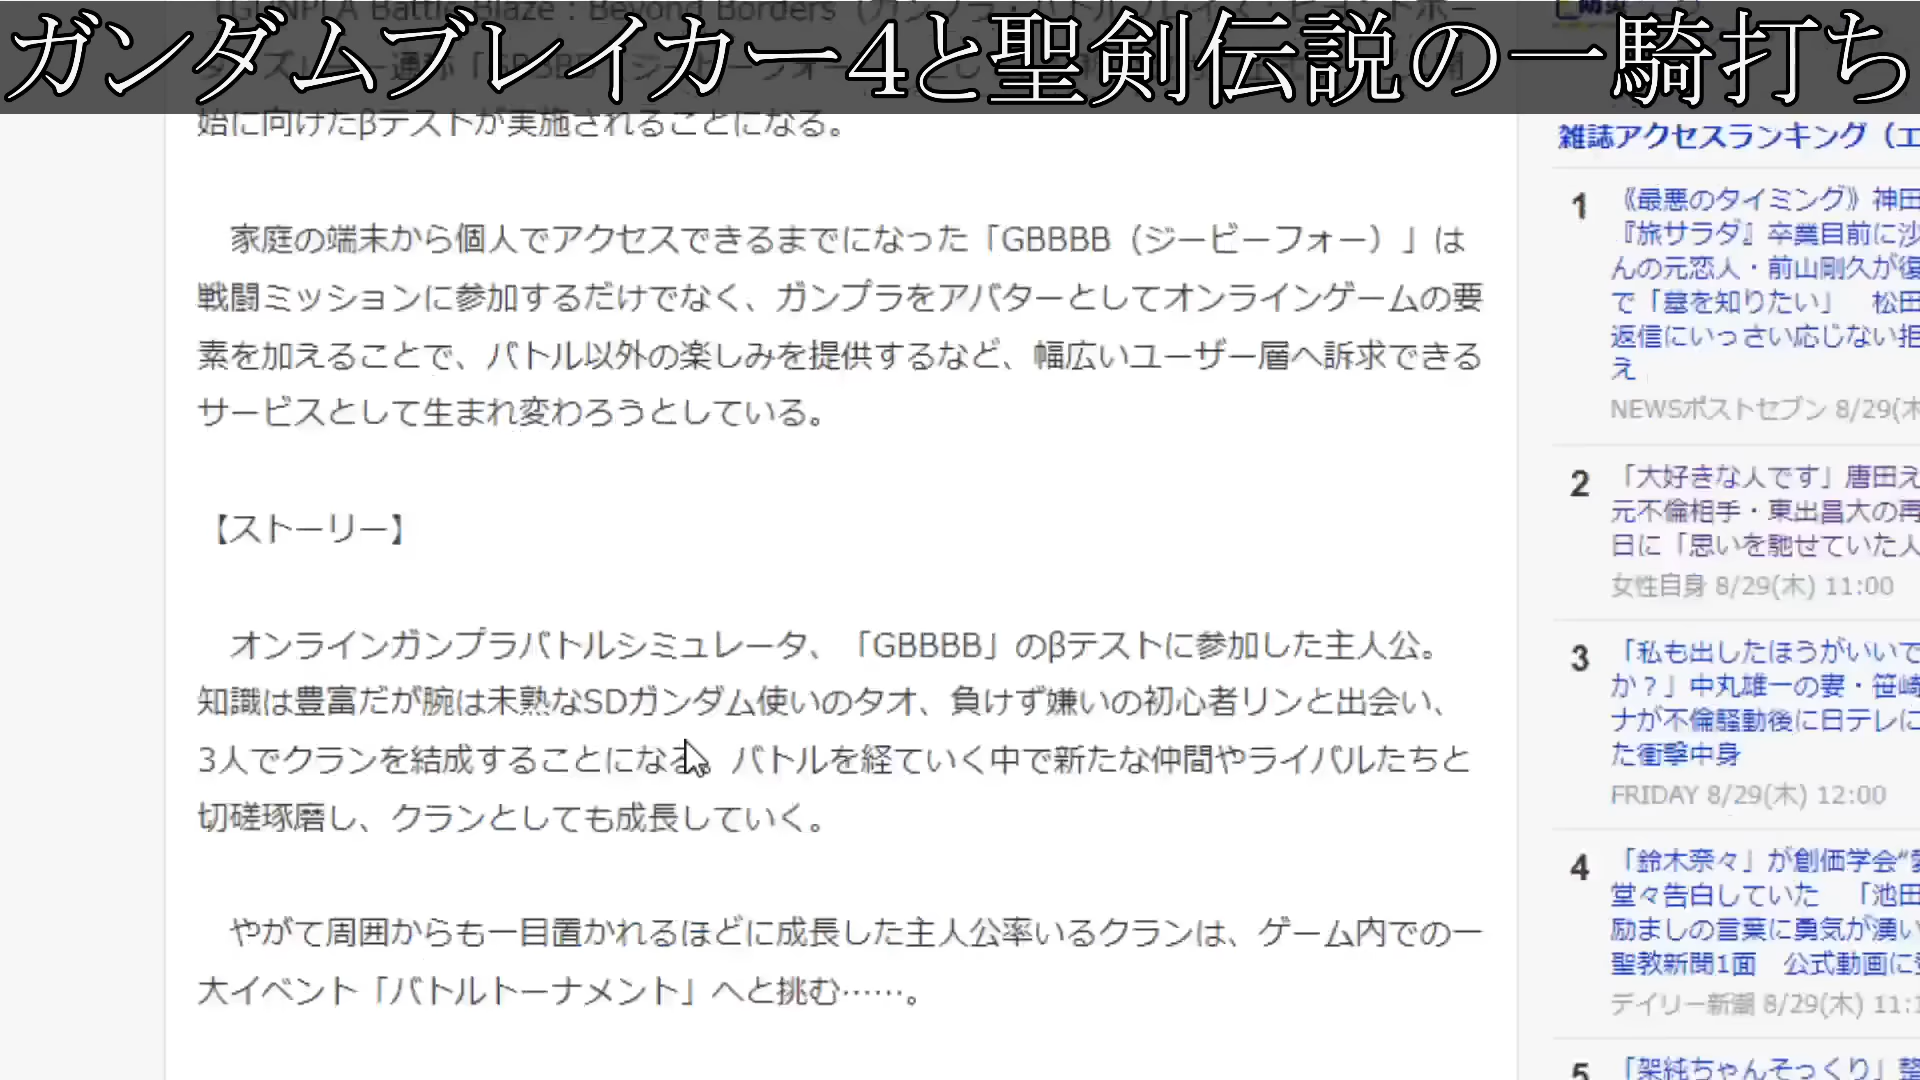 ガンダムブレイカー4と聖剣伝説の一騎打ち
始に向けたβテストが実施されることになる。
家庭の端末から個人でアクセスできるまでになった「GBBBB（ジービーフォー）」は
戦闘ミッションに参加するだけでなく、ガンプラをアバターとしてオンラインゲームの要
素を加えることで、バトル以外の楽しみを提供するなど、幅広いユーザー層へ訴求できる
サービスとして生まれ変わろうとしている。
【ストーリー】
オンラインガンプラバトルシミュレータ、「GBBBB」のβテストに参加した主人公。
知識は豊富だが腕は未熟なSDガンダム使いのタオ、負けず嫌いの初心者リンと出会い、
3人でクランを結成することになる。バトルを経ていく中で新たな仲間やライバルたちと
切磋琢磨し、クランとしても成長していく。
やがて周囲からも一目置かれるほどに成長した主人公率いるクランは、ゲーム内での一
大イベント「バトルトーナメント」へと挑む……。
雑誌アクセスランキング（エ
1
《最悪のタイミング》神田
『旅サラダ』卒業目前に沙
んの元恋人・前山剛久が復
で「墓を知りたい」 松田
返信にいっさい応じない拒
え
NEWSポストセブン 8/29(木
2
「大好きな人です」唐田え
元不倫相手・東出昌大の再
日に「思いを馳せていた人
女性自身 8/29(木) 11:00
3
「私も出したほうがいいで
か？」中丸雄一の妻・笹崎
ナが不倫騒動後に日テレに
た衝撃中身
FRIDAY 8/29(木) 12:00
4
「鈴木奈々」が創価学会“
堂々告白していた 「池田
励ましの言葉に勇気が湧い
聖教新聞1面 公式動画に
デイリー新潮 8/29(木) 11:1
5
「架純ちゃんそっくり」整